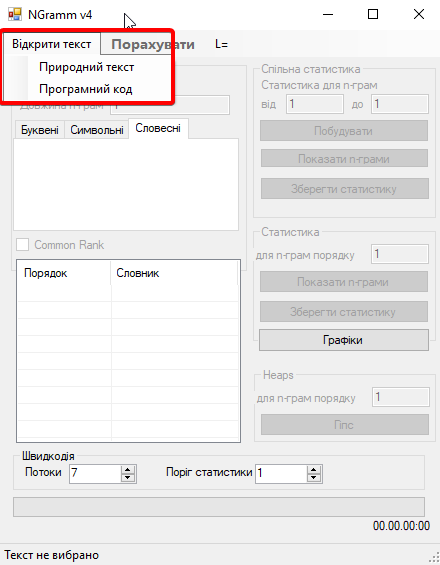 NGramm v4
Відкрити текст Порахувати L=
Природний текст
Програмний код
Довжина n-грам 1
Буквені Символьні Словесні
Common Rank
Порядок Словник
Спільна статистика
Статистика для n-грам
від 1 до 1
Побудувати
Показати n-грами
Зберегти статистику
Статистика
для n-грам порядку 1
Показати n-грами
Зберегти статистику
Графіки
Heaps
для n-грам порядку 1
Гіпс
Швидкодія
Потоки 7 Поріг статистики 1
00.00.00:00
Текст не вибрано